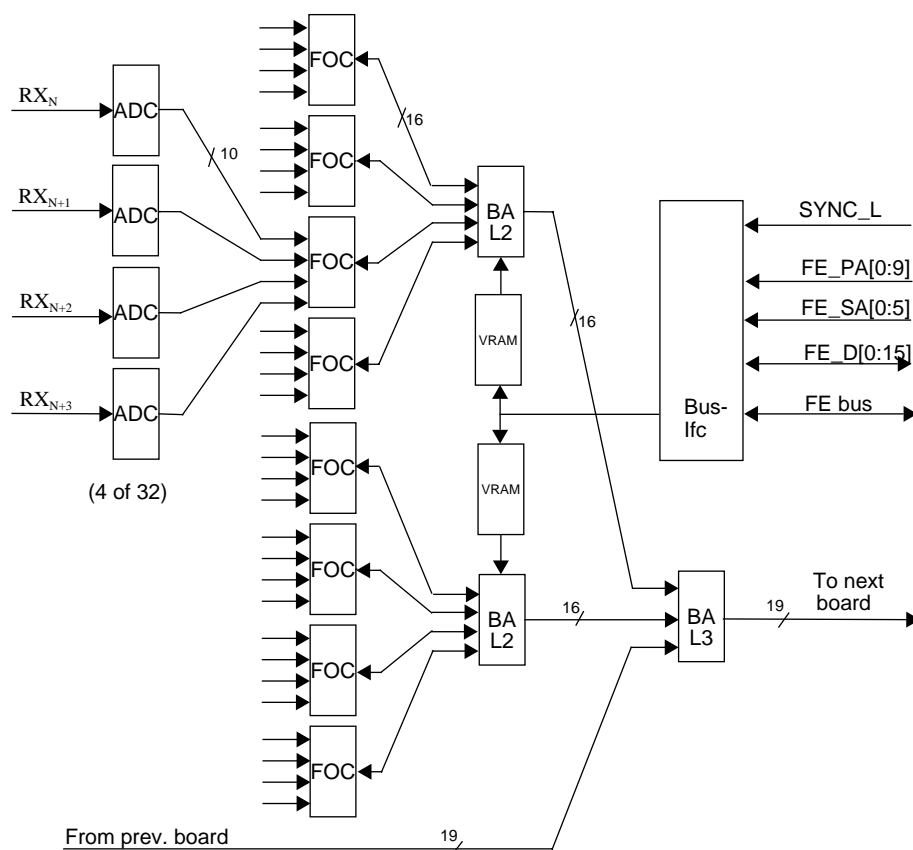 RX_N
RX_N+1
RX_N+2
RX_N+3
ADC
ADC
ADC
ADC
(4 of 32)
10
FOC
FOC
FOC
FOC
FOC
FOC
FOC
FOC
16
BA
L2
VRAM
VRAM
BA
L2
16
16
Bus-
Ifc
SYNC_L
FE_PA[0:9]
FE_SA[0:5]
FE_D[0:15]
FE bus
BA
L3
19
To next
board
From prev. board
19